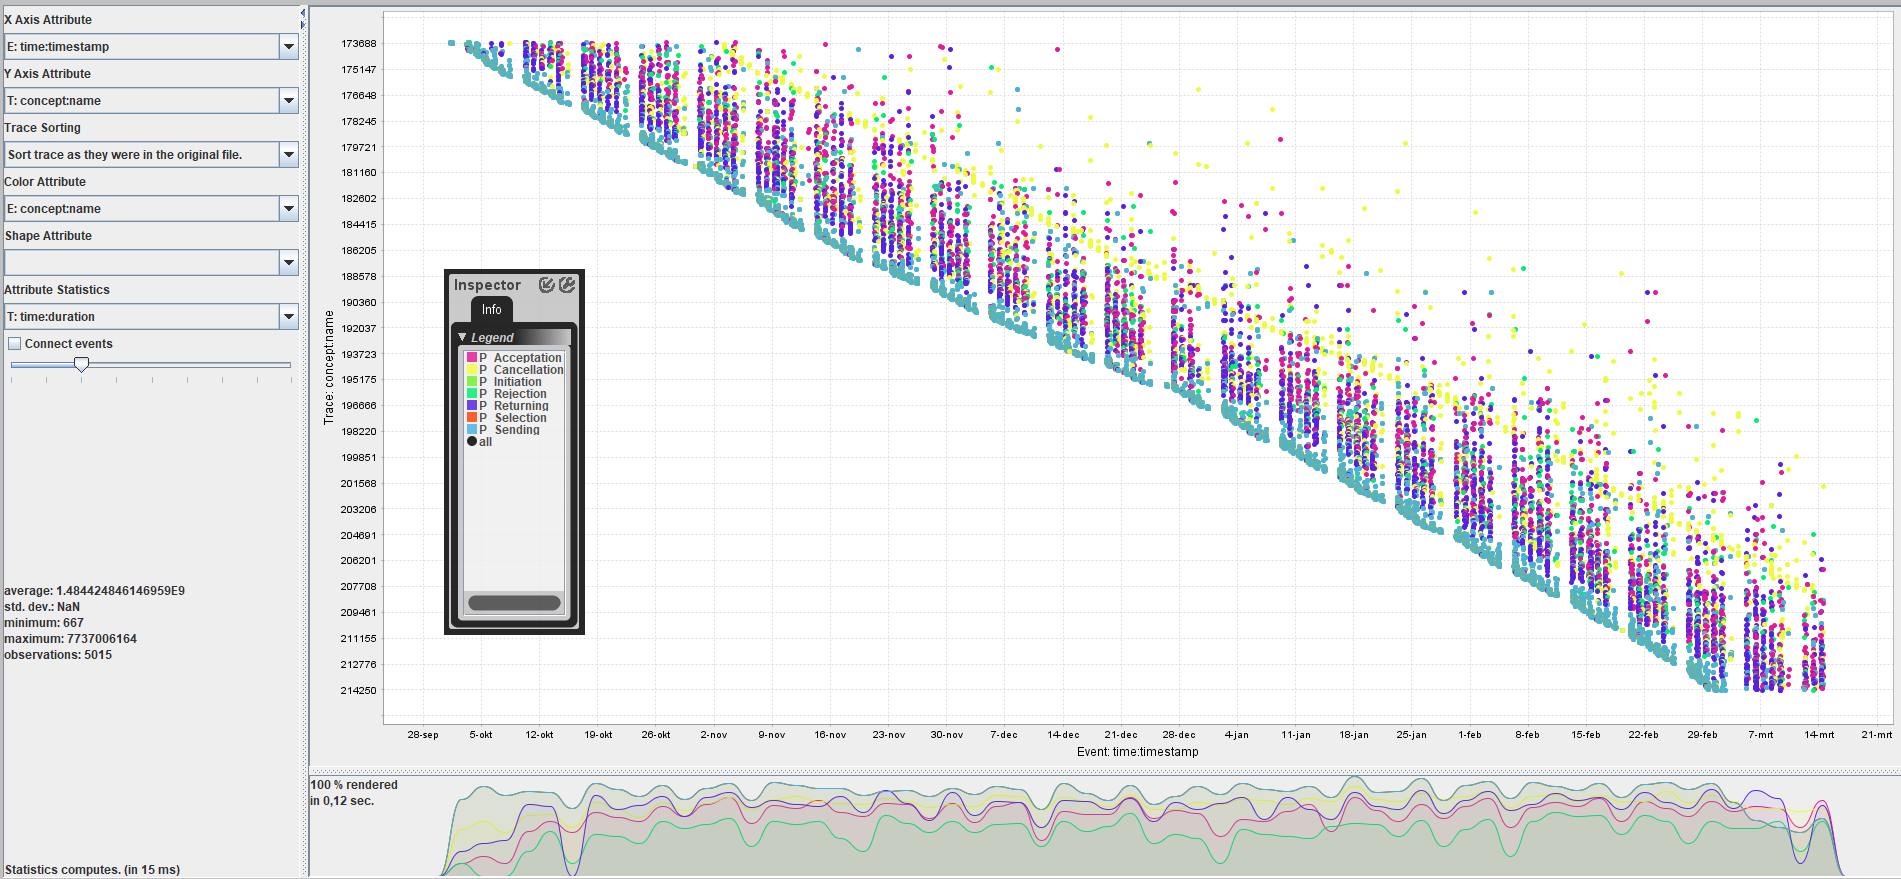 X Axis Attribute
E: time:timestamp
Y Axis Attribute
T: concept:name
Trace Sorting
Sort trace as they were in the original file.
Color Attribute
E: concept:name
Shape Attribute
Attribute Statistics
T: time:duration
Connect events
average: 1.484424846146959E9
std. dev.: NaN
minimum: 667
maximum: 7737006164
observations: 5015
Statistics computes. (in 15 ms)
Trace: concept:name
173688
175147
176648
178245
179721
181160
182602
184415
186205
188578
190360
192037
193723
195175
196666
198220
199851
201568
203206
204691
206201
207708
209461
211155
212776
214250
Inspector
Info
Legend
P Acceptation
P Cancellation
P Initiation
P Rejection
P Returning
P Selection
P Sending
all
28-sep 5-okt 12-okt 19-okt 26-okt 2-nov 9-nov 16-nov 23-nov 30-nov 7-dec 14-dec 21-dec 28-dec 4-jan 11-jan 18-jan 25-jan 1-feb 8-feb 15-feb 22-feb 29-feb 7-mrt 14-mrt 21-mrt
Event: time:timestamp
100 % rendered
in 0,12 sec.